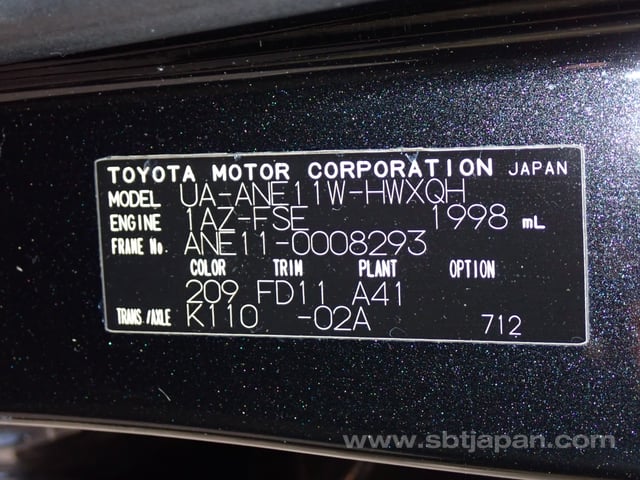 TOYOTA MOTOR CORPORATION JAPAN
MODEL UA-ANE11W-HWXQH
ENGINE 1AZ-FSE 1998 mL
FRAME No. ANE11-0008293
COLOR TRIM PLANT OPTION
209 FD11 A41
TRANS./AXLE K110 -02A 712
www.sbtjapan.com